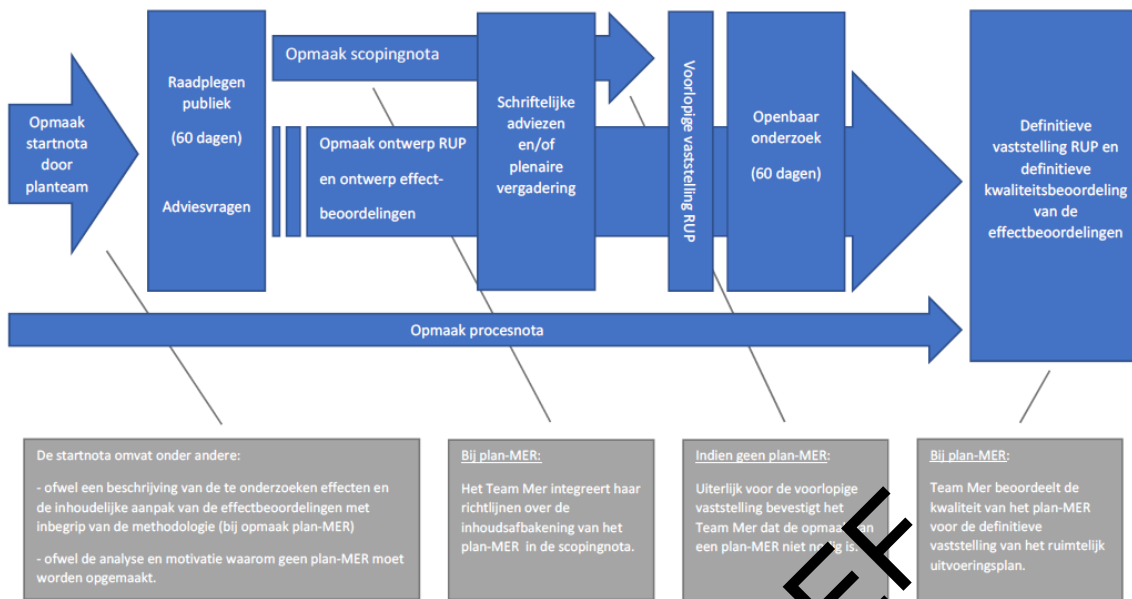 Opmaak
startnota
door
planteam
Raadplegen
publiek
(60 dagen)
Adviesvragen
Opmaak scopingnota
Opmaak ontwerp RUP
en ontwerp effect-
beoordelingen
Schriftelijke
adviezen
en/of
plenaire
vergadering
Voorlopige vaststelling RUP
Openbaar
onderzoek
(60 dagen)
Definitieve
vaststelling RUP en
definitieve
kwaliteitsbeoordeling
van de
effectbeoordelingen
Opmaak procesnota
De startnota omvat onder andere:
- ofwel een beschrijving van de te onderzoeken effecten en
de inhoudelijke aanpak van de effectbeoordelingen met
inbegrip van de methodologie (bij opmaak plan-MER)
- ofwel de analyse en motivatie waarom geen plan-MER moet
worden opgemaakt.
Bij plan-MER:
Het Team Mer integreert haar
richtlijnen over de
inhoudsafbakening van het
plan-MER in de scopingnota.
Indien geen plan-MER:
Uiterlijk voor de voorlopige
vaststelling bevestigt het
Team Mer dat de opmaak van
een plan-MER niet nodig is.
Bij plan-MER:
Team Mer beoordeelt de
kwaliteit van het plan-MER
voor de definitieve
vaststelling van het ruimtelijk
uitvoeringsplan.